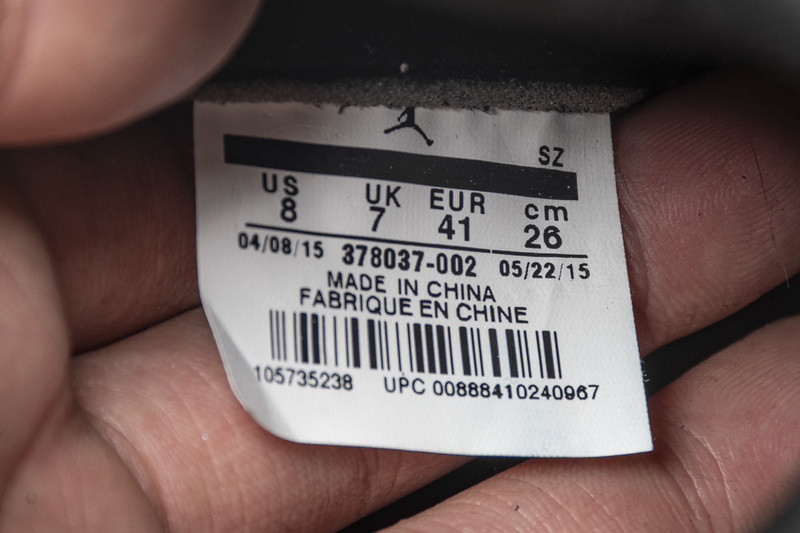 SZ
US UK EUR cm
8 7 41 26
04/08/15 378037-002 05/22/15
MADE IN CHINA
FABRIQUE EN CHINE
105735238 UPC 00888410240967